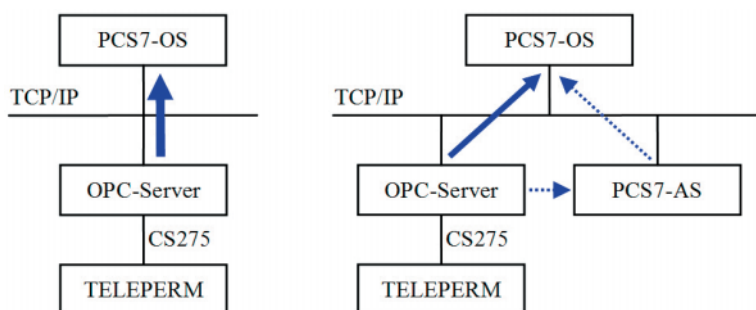 PCS7-OS
TCP/IP
OPC-Server
CS275
TELEPERM
PCS7-OS
TCP/IP
OPC-Server
PCS7-AS
CS275
TELEPERM